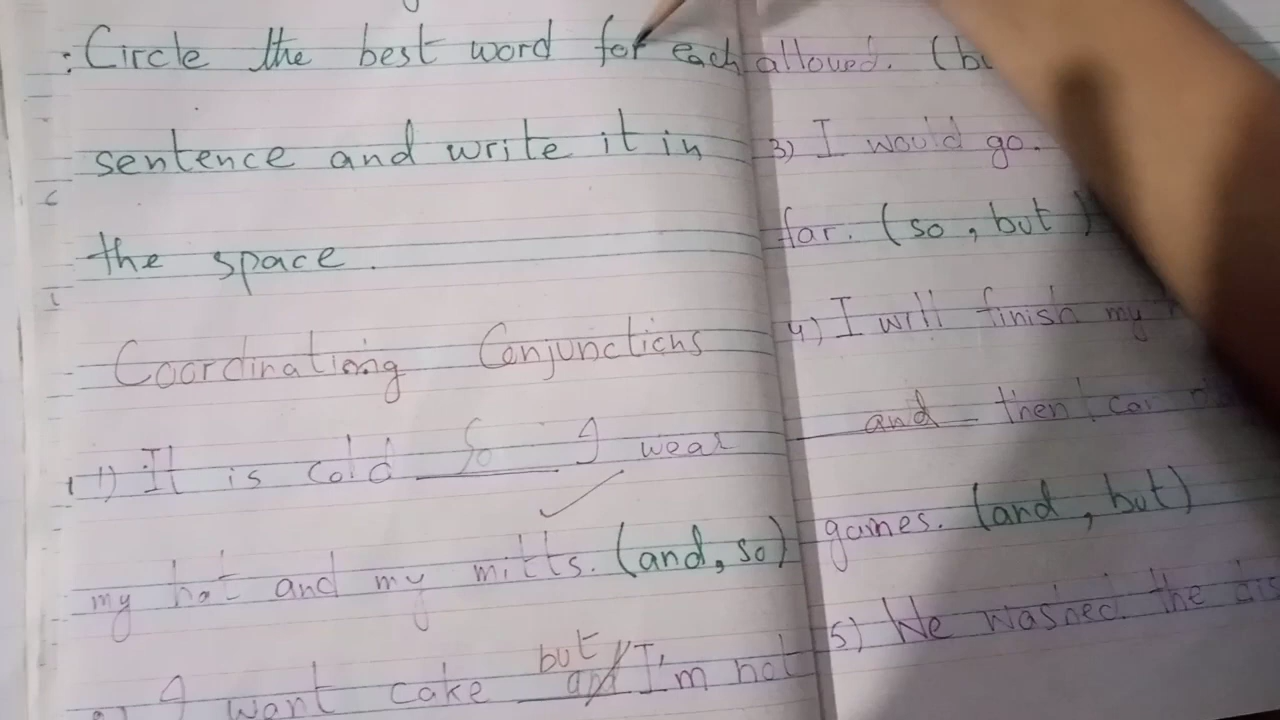 : Circle the best word for each
sentence and write it in
the space.
Coordinating Conjunctions
1) It is cold so I wear
my hat and my mitts. (and, so)
I want cake but and I'm not
allowed. (bu
3) I would go.
far. (so, but)
4) I will finish my
and then I can
games. (and, but)
5) We washed the dis